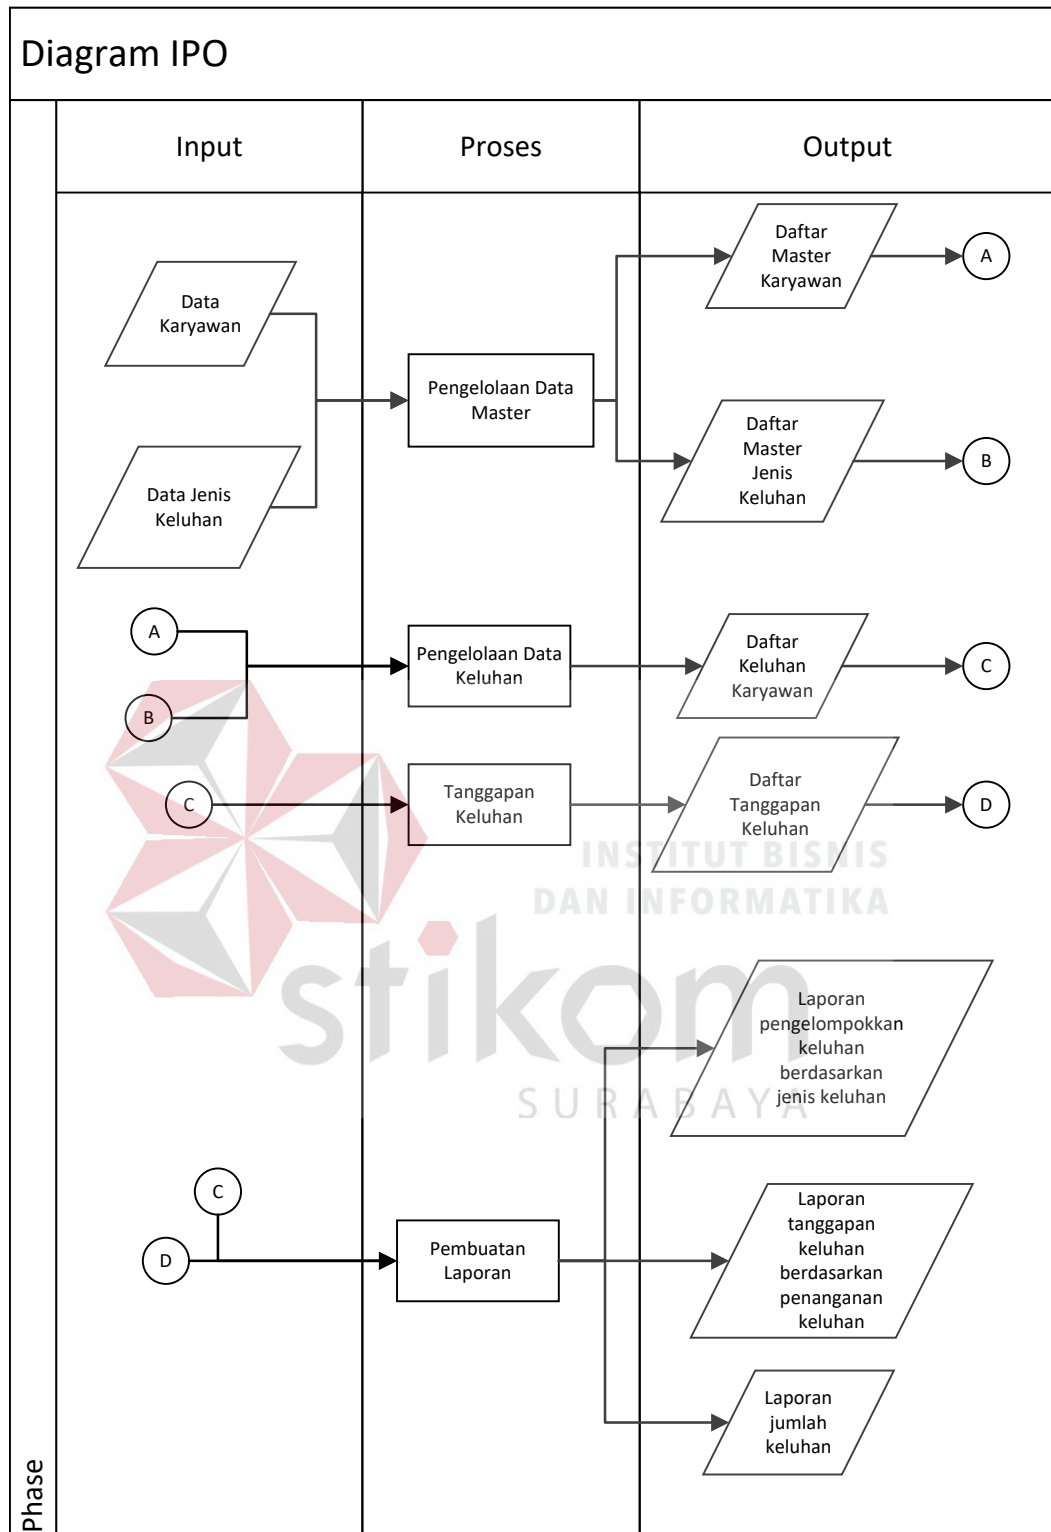 Diagram IPO
Input
Proses
Output
Data
Karyawan
Data Jenis
Keluhan
Pengelolaan Data
Master
Daftar
Master
Karyawan
A
Daftar
Master
Jenis
Keluhan
B
A
B
Pengelolaan Data
Keluhan
Daftar
Keluhan
Karyawan
C
C
Tanggapan
Keluhan
Daftar
Tanggapan
Keluhan
D
INSTITUT BISNIS
DAN INFORMATIKA
stikom
SURABAYA
C
D
Pembuatan
Laporan
Laporan
pengelompokkan
keluhan
berdasarkan
jenis keluhan
Laporan
tanggapan
keluhan
berdasarkan
penanganan
keluhan
Laporan
jumlah
keluhan
Phase